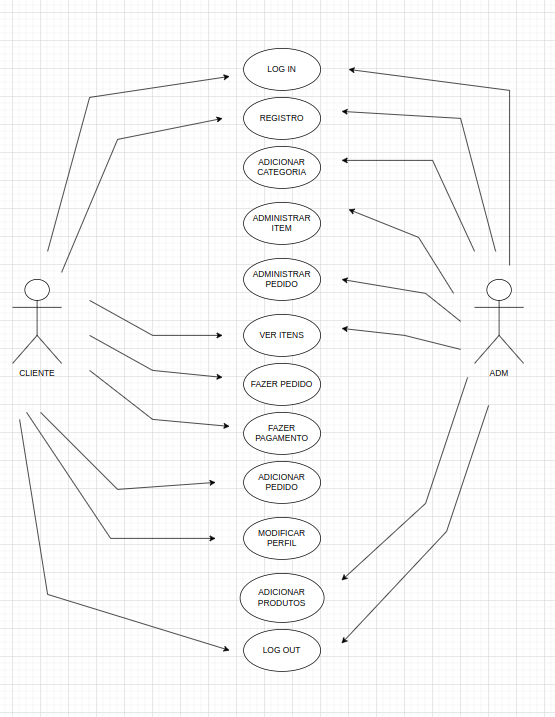 LOG IN
REGISTRO
ADICIONAR
CATEGORIA
ADMINISTRAR
ITEM
ADMINISTRAR
PEDIDO
VER ITENS
CLIENTE
ADM
FAZER PEDIDO
FAZER
PAGAMENTO
ADICIONAR
PEDIDO
MODIFICAR
PERFIL
ADICIONAR
PRODUTOS
LOG OUT